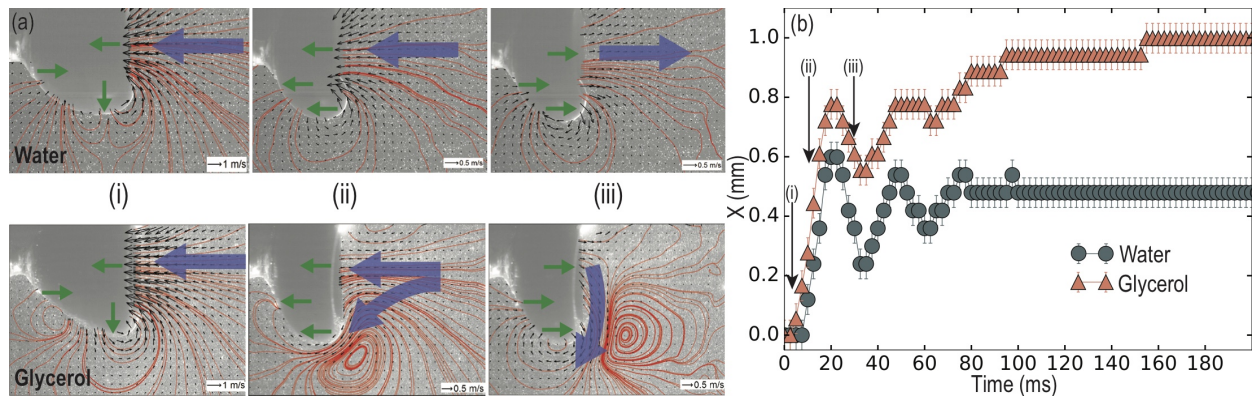 (a)
Water
1 m/s
0.5 m/s
0.5 m/s
(i)
(ii)
(iii)
Glycerol
1 m/s
0.5 m/s
0.5 m/s
(b)
X (mm)
1.0
0.8
0.6
0.4
0.2
0.0
(i)
(ii)
(iii)
Water
Glycerol
0 20 40 60 80 100 120 140 160 180
Time (ms)